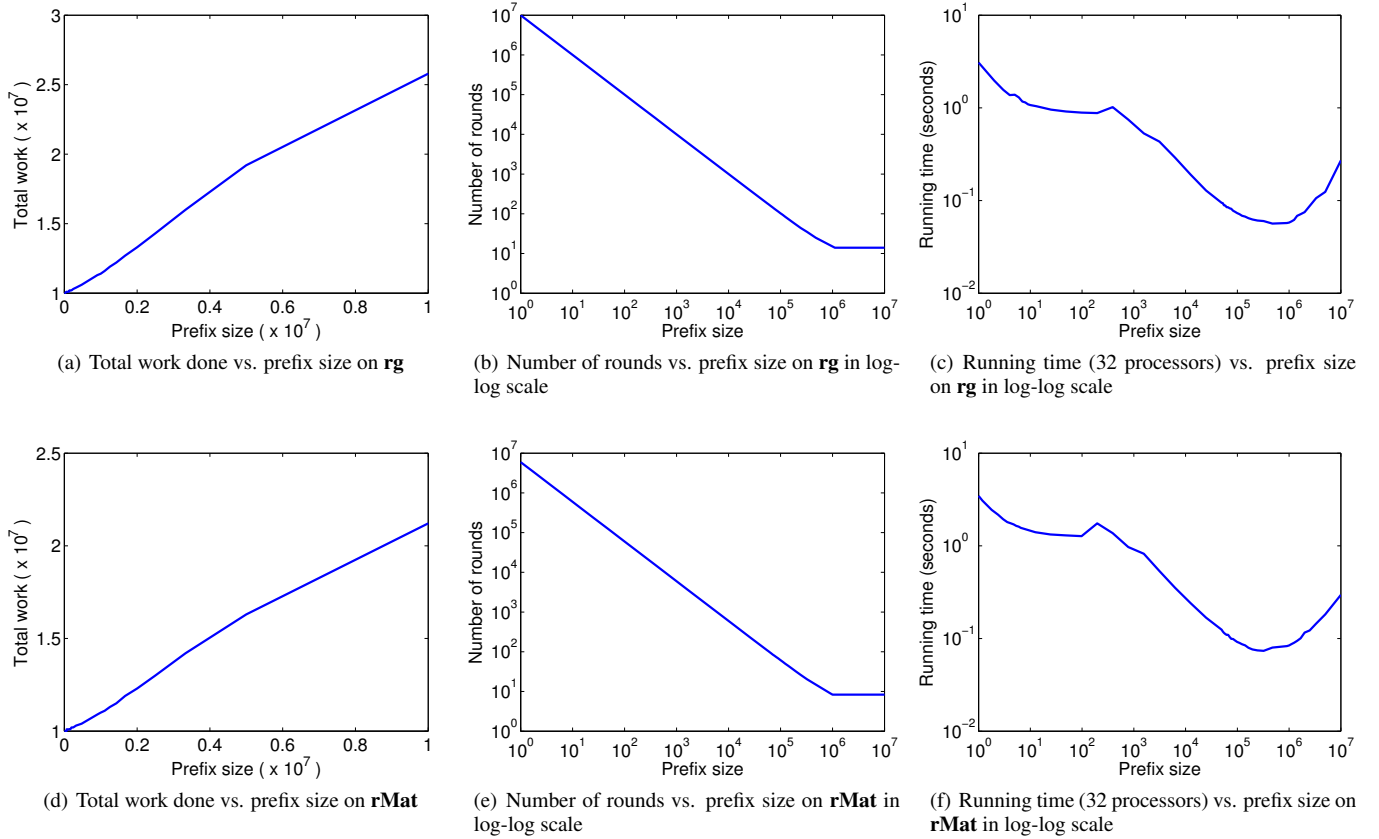 3
2.5
2
1.5
1
0 0.2 0.4 0.6 0.8 1
Total work ( x 10^7)
Prefix size ( x 10^7)
(a) Total work done vs. prefix size on rg
10^7
10^6
10^5
10^4
10^3
10^2
10^1
10^0
10^0 10^1 10^2 10^3 10^4 10^5 10^6 10^7
Number of rounds
Prefix size
(b) Number of rounds vs. prefix size on rg in log-
log scale
10^1
10^0
10^-1
10^-2
10^0 10^1 10^2 10^3 10^4 10^5 10^6 10^7
Running time (seconds)
Prefix size
(c) Running time (32 processors) vs. prefix size
on rg in log-log scale
2.5
2
1.5
1
0 0.2 0.4 0.6 0.8 1
Total work ( x 10^7)
Prefix size ( x 10^7)
(d) Total work done vs. prefix size on rMat
10^7
10^6
10^5
10^4
10^3
10^2
10^1
10^0
10^0 10^1 10^2 10^3 10^4 10^5 10^6 10^7
Number of rounds
Prefix size
(e) Number of rounds vs. prefix size on rMat in
log-log scale
10^1
10^0
10^-1
10^-2
10^0 10^1 10^2 10^3 10^4 10^5 10^6 10^7
Running time (seconds)
Prefix size
(f) Running time (32 processors) vs. prefix size on
rMat in log-log scale